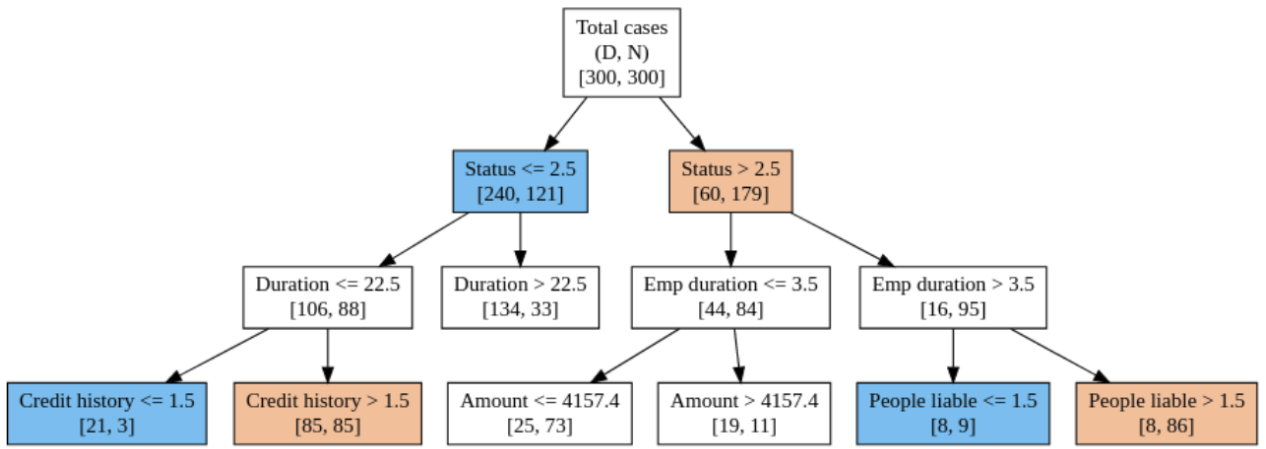 Total cases
(D, N)
[300, 300]
Status <= 2.5
[240, 121]
Status > 2.5
[60, 179]
Duration <= 22.5
[106, 88]
Duration > 22.5
[134, 33]
Emp duration <= 3.5
[44, 84]
Emp duration > 3.5
[16, 95]
Credit history <= 1.5
[21, 3]
Credit history > 1.5
[85, 85]
Amount <= 4157.4
[25, 73]
Amount > 4157.4
[19, 11]
People liable <= 1.5
[8, 9]
People liable > 1.5
[8, 86]